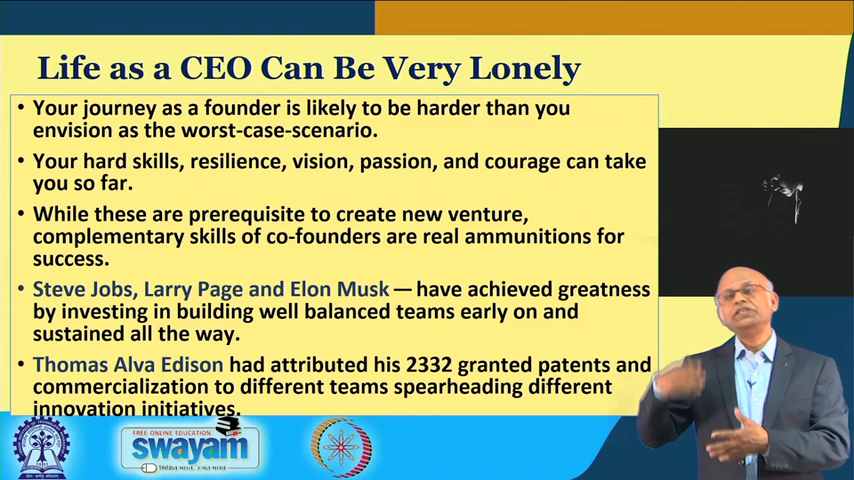 Life as a CEO Can Be Very Lonely
• Your journey as a founder is likely to be harder than you
envision as the worst-case-scenario.
• Your hard skills, resilience, vision, passion, and courage can take
you so far.
• While these are prerequisite to create new venture,
complementary skills of co-founders are real ammunitions for
success.
• Steve Jobs, Larry Page and Elon Musk — have achieved greatness
by investing in building well balanced teams early on and
sustained all the way.
• Thomas Alva Edison had attributed his 2332 granted patents and
commercialization to different teams spearheading different
innovation initiatives.
FREE ONLINE EDUCATION
swayam